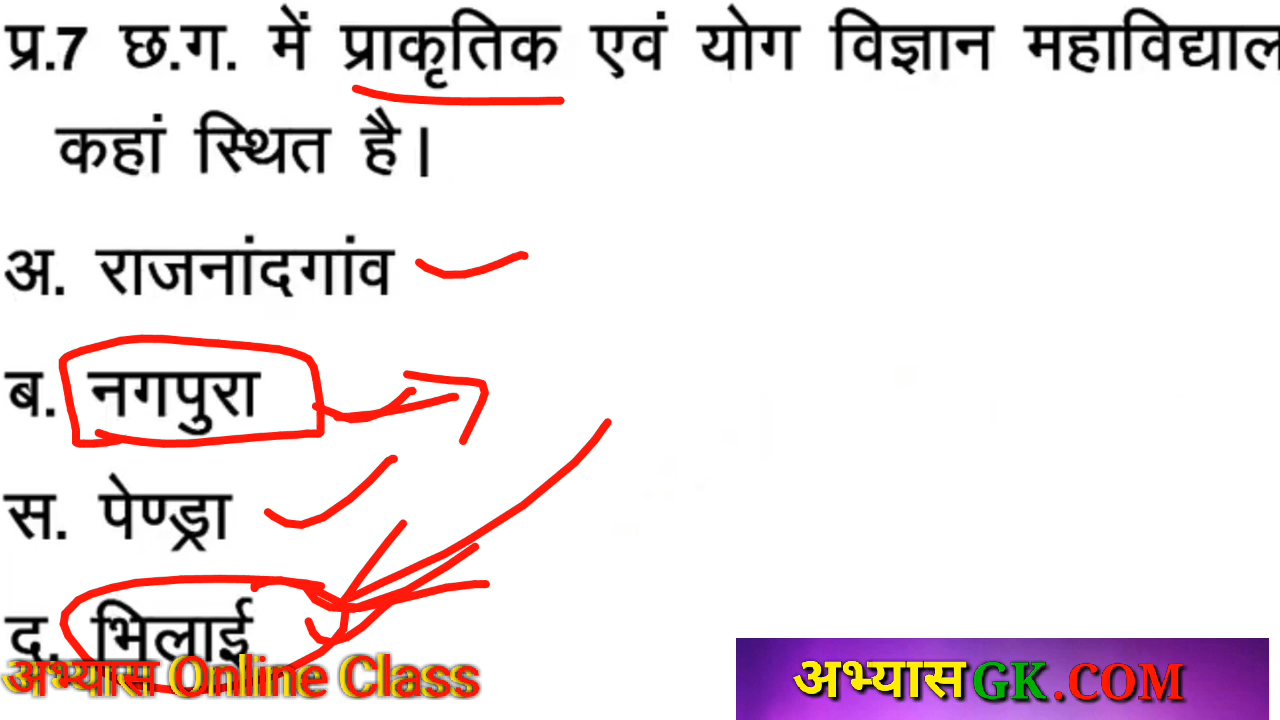 प्र.7 छ.ग. में प्राकृतिक एवं योग विज्ञान महाविद्याल
कहां स्थित है।
अ. राजनांदगांव
ब. नगपुरा
स. पेण्ड्रा
द. भिलाई
अभ्यास Online Class
अभ्यासGK.COM